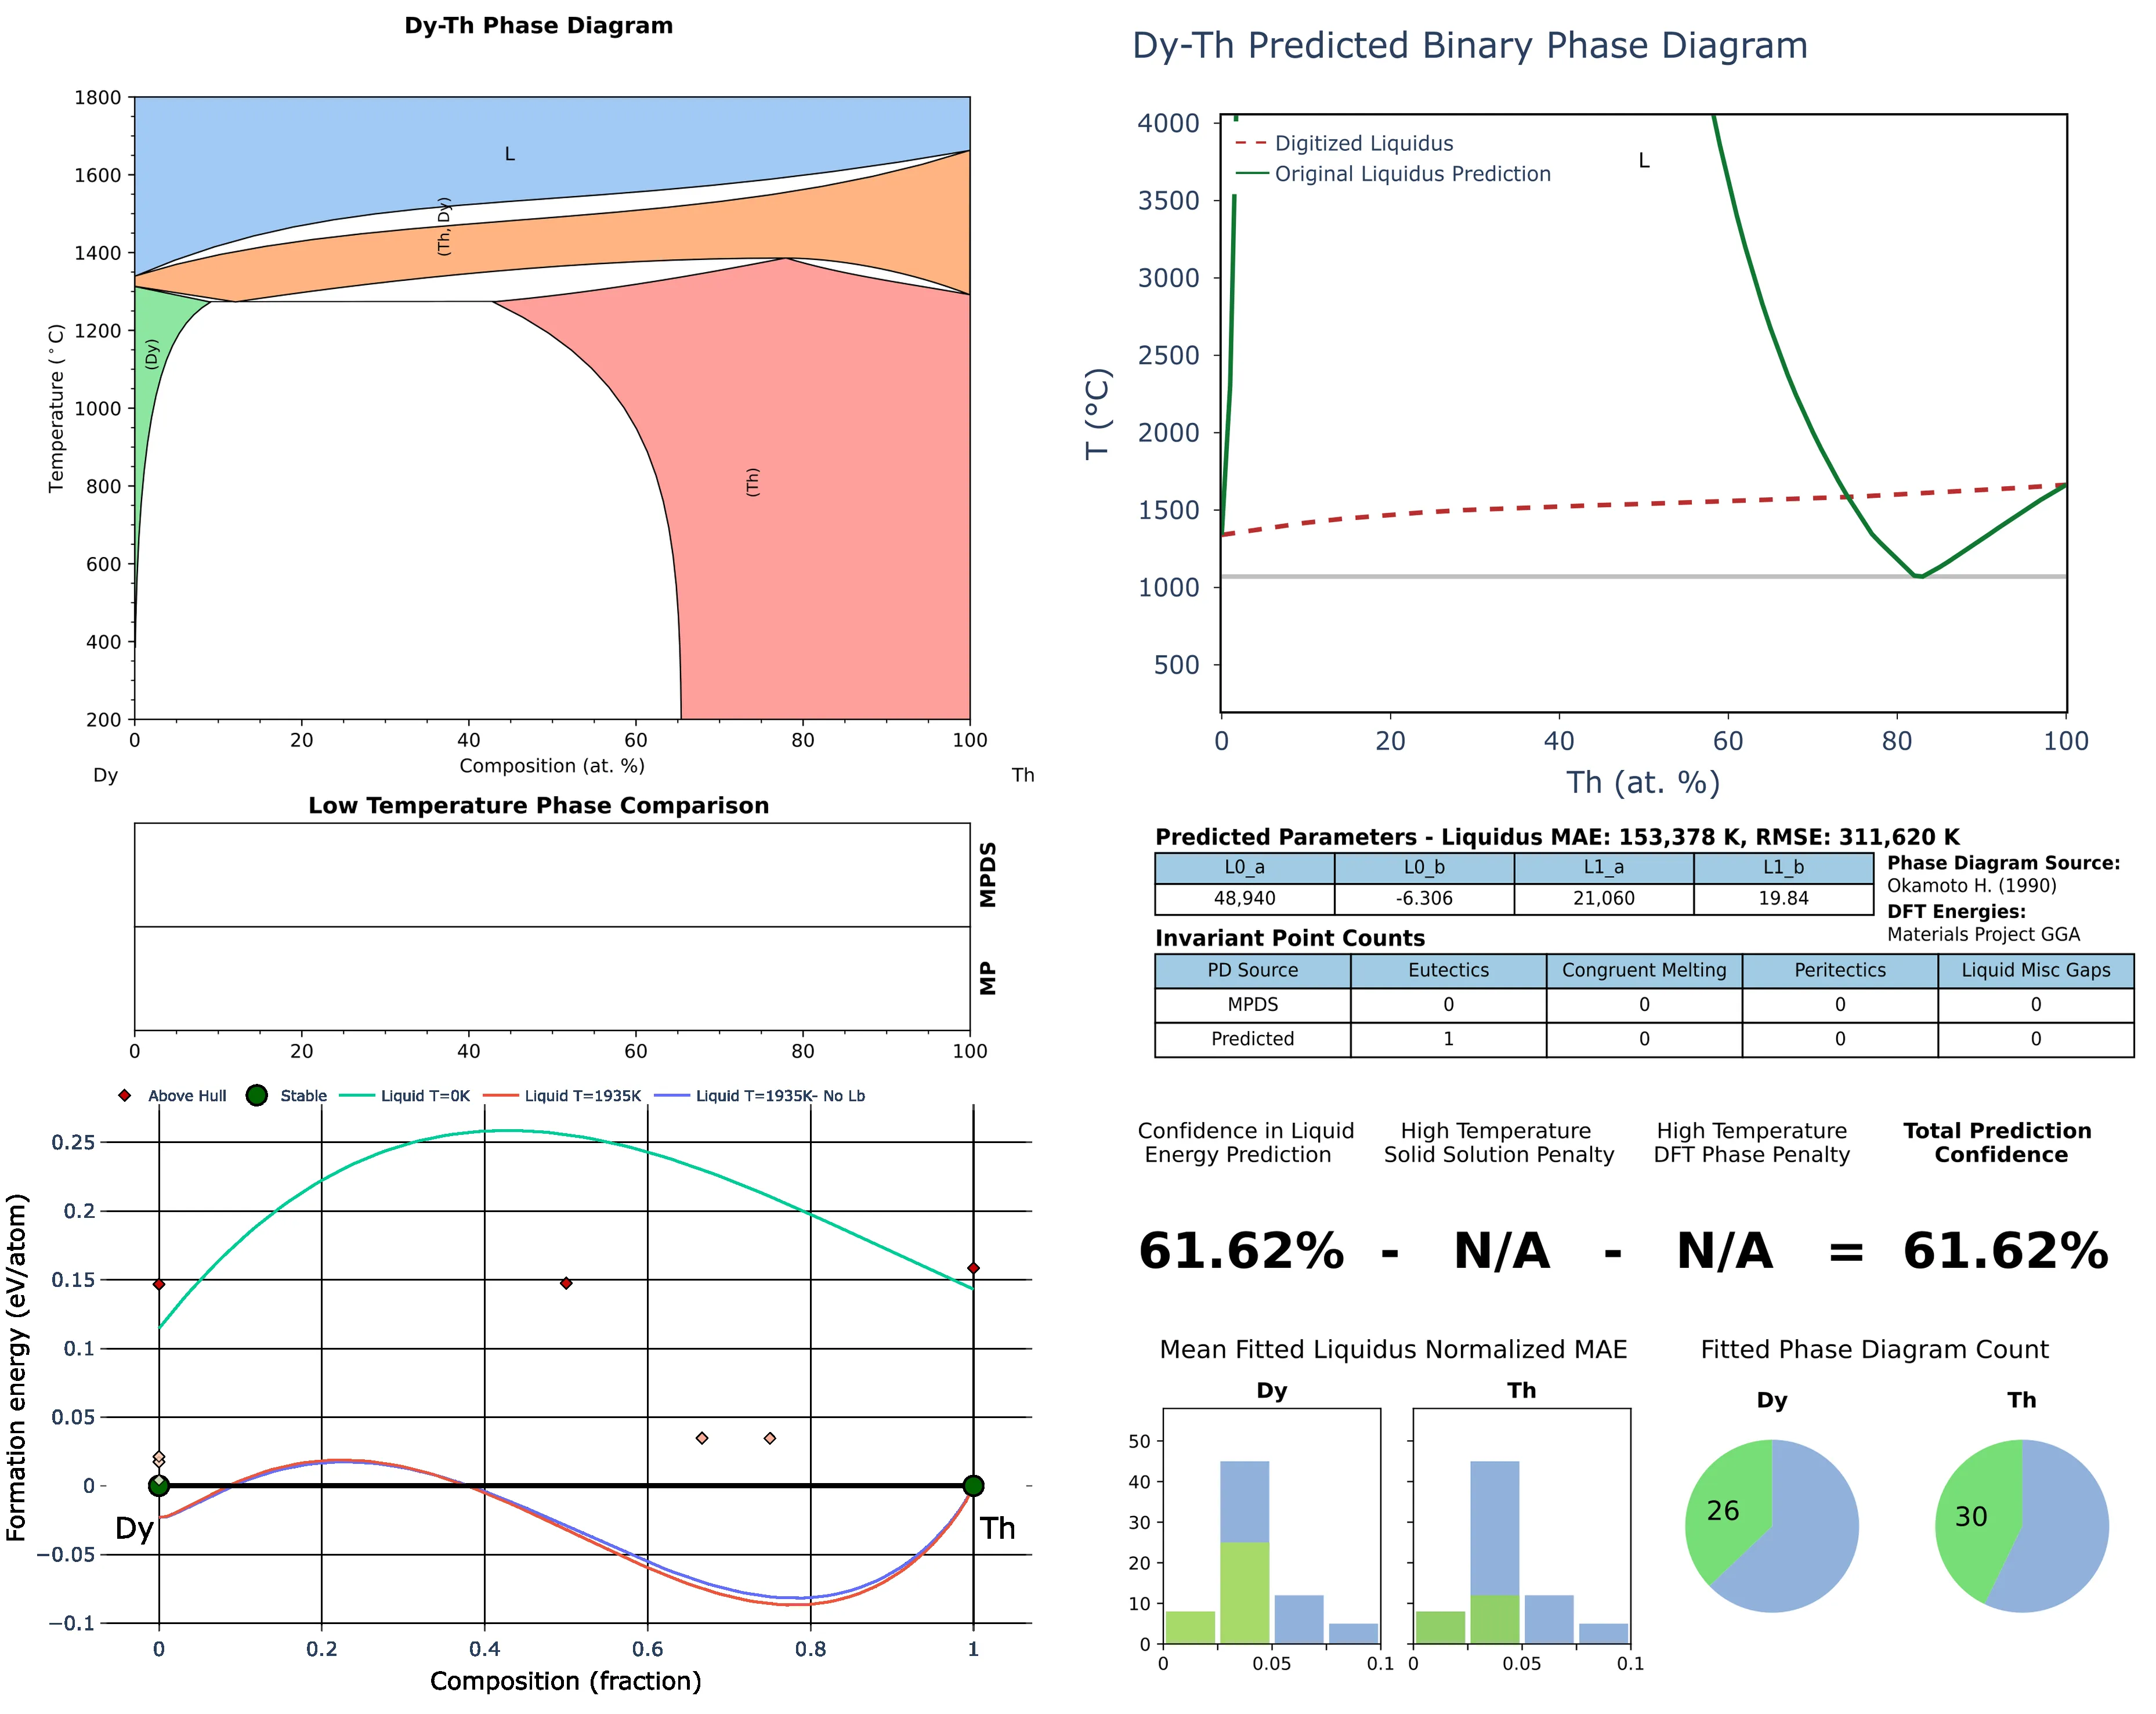 Dy-Th Phase Diagram
1800
1600
1400
1200
1000
800
600
400
200
Temperature (°C)
L
(Th, Dy)
(Dy)
(Th)
0 20 40 60 80 100
Composition (at. %)
Dy Th
Low Temperature Phase Comparison
MPDS
MP
0 20 40 60 80 100
Above Hull Stable Liquid T=0K Liquid T=1935K Liquid T=1935K- No Lb
0.25
0.2
0.15
0.1
0.05
0
−0.05
−0.1
Formation energy (eV/atom)
Dy Th
0 0.2 0.4 0.6 0.8 1
Composition (fraction)
Dy-Th Predicted Binary Phase Diagram
4000
3500
3000
2500
2000
1500
1000
500
T (°C)
Digitized Liquidus
Original Liquidus Prediction
L
0 20 40 60 80 100
Th (at. %)
Predicted Parameters - Liquidus MAE: 153,378 K, RMSE: 311,620 K
L0_a L0_b L1_a L1_b
48,940 -6.306 21,060 19.84
Phase Diagram Source:
Okamoto H. (1990)
DFT Energies:
Materials Project GGA
Invariant Point Counts
PD Source Eutectics Congruent Melting Peritectics Liquid Misc Gaps
MPDS 0 0 0 0
Predicted 1 0 0 0
Confidence in Liquid
Energy Prediction
High Temperature
Solid Solution Penalty
High Temperature
DFT Phase Penalty
Total Prediction
Confidence
61.62% - N/A - N/A = 61.62%
Mean Fitted Liquidus Normalized MAE
Dy Th
50
40
30
20
10
0
0 0.05 0.1 0 0.05 0.1
Fitted Phase Diagram Count
Dy Th
26 30